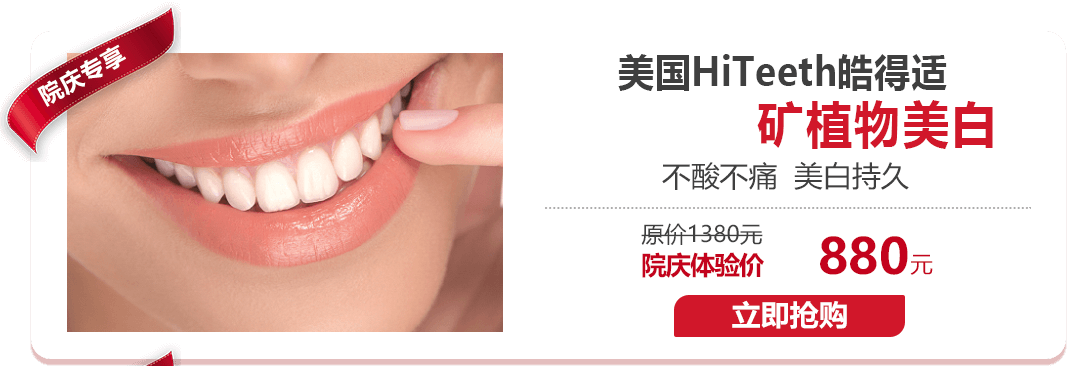 院庆专享
美国HiTeeth皓得适
矿植物美白
不酸不痛 美白持久
原价1380元
院庆体验价
880元
立即抢购